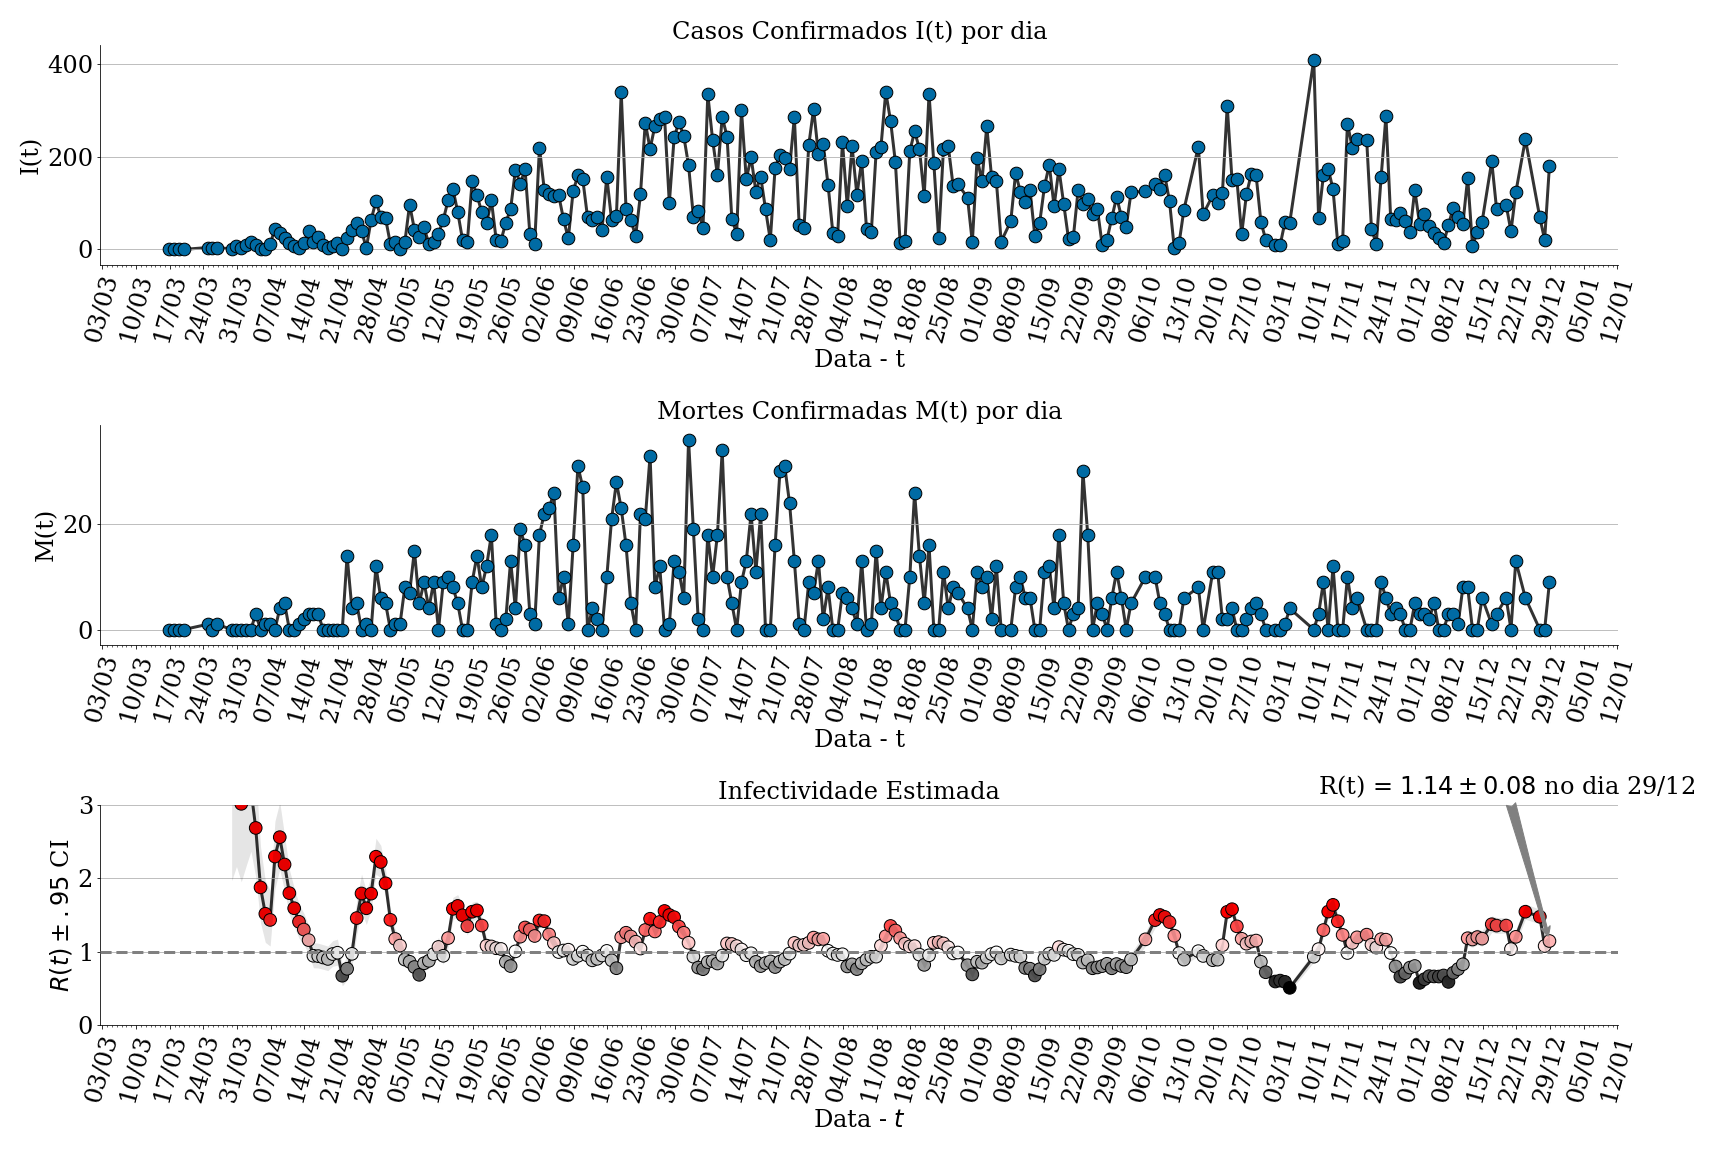 Casos Confirmados I(t) por dia
400
200
0
I(t)
03/03 10/03 17/03 24/03 31/03 07/04 14/04 21/04 28/04 05/05 12/05 19/05 26/05 02/06 09/06 16/06 23/06 30/06 07/07 14/07 21/07 28/07 04/08 11/08 18/08 25/08 01/09 08/09 15/09 22/09 29/09 06/10 13/10 20/10 27/10 03/11 10/11 17/11 24/11 01/12 08/12 15/12 22/12 29/12 05/01 12/01
Data - t
Mortes Confirmadas M(t) por dia
20
0
M(t)
03/03 10/03 17/03 24/03 31/03 07/04 14/04 21/04 28/04 05/05 12/05 19/05 26/05 02/06 09/06 16/06 23/06 30/06 07/07 14/07 21/07 28/07 04/08 11/08 18/08 25/08 01/09 08/09 15/09 22/09 29/09 06/10 13/10 20/10 27/10 03/11 10/11 17/11 24/11 01/12 08/12 15/12 22/12 29/12 05/01 12/01
Data - t
Infectividade Estimada
R(t) = 1.14 ± 0.08 no dia 29/12
3
2
1
0
R(t) ± .95 CI
03/03 10/03 17/03 24/03 31/03 07/04 14/04 21/04 28/04 05/05 12/05 19/05 26/05 02/06 09/06 16/06 23/06 30/06 07/07 14/07 21/07 28/07 04/08 11/08 18/08 25/08 01/09 08/09 15/09 22/09 29/09 06/10 13/10 20/10 27/10 03/11 10/11 17/11 24/11 01/12 08/12 15/12 22/12 29/12 05/01 12/01
Data - t